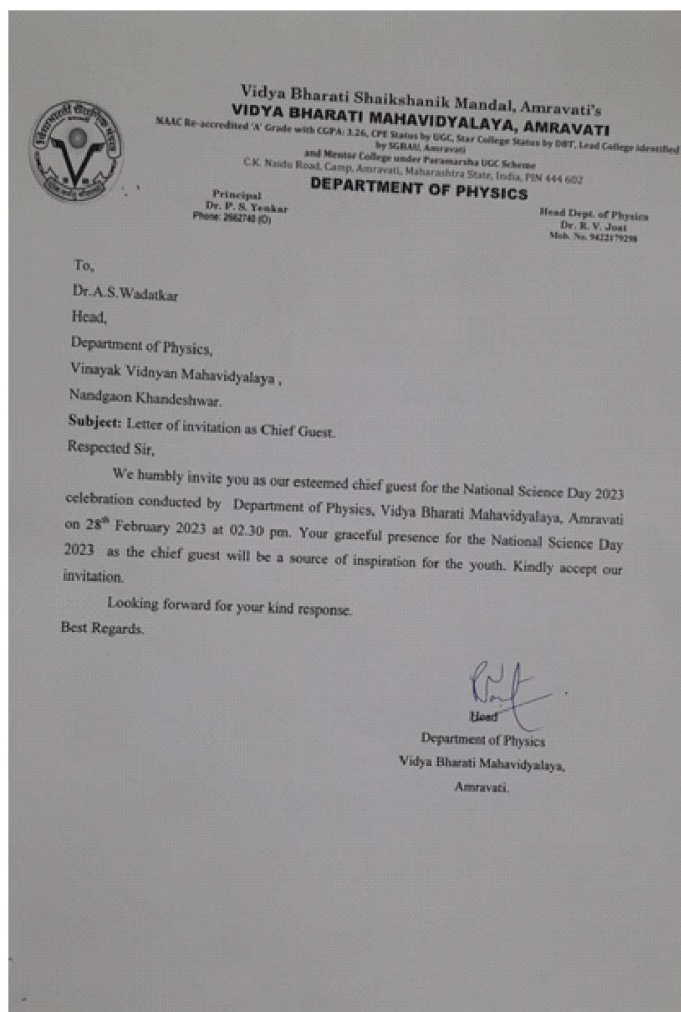 Vidya Bharati Shaikshanik Mandal, Amravati's
VIDYA BHARATI MAHAVIDYALAYA, AMRAVATI
NAAC Re-accredited 'A' Grade with CGPA: 3.26, CPE Status by UGC, Star College Status by DBT, Lead College identified
by SGBAU, Amravati
and Mentor College under Paramarsha UGC Scheme
C.K. Naidu Road, Camp, Amravati, Maharashtra State, India, PIN 444 602
DEPARTMENT OF PHYSICS
Principal
Dr. P. S. Yenkar
Phone: 2662740 (O)
Head Dept. of Physics
Dr. R. V. Joat
Mob. No. 9422179298
To,
Dr.A.S.Wadatkar
Head,
Department of Physics,
Vinayak Vidnyan Mahavidyalaya ,
Nandgaon Khandeshwar.
Subject: Letter of invitation as Chief Guest.
Respected Sir,
We humbly invite you as our esteemed chief guest for the National Science Day 2023
celebration conducted by Department of Physics, Vidya Bharati Mahavidyalaya, Amravati
on 28th February 2023 at 02.30 pm. Your graceful presence for the National Science Day
2023 as the chief guest will be a source of inspiration for the youth. Kindly accept our
invitation.
Looking forward for your kind response.
Best Regards.
Head
Department of Physics
Vidya Bharati Mahavidyalaya,
Amravati.